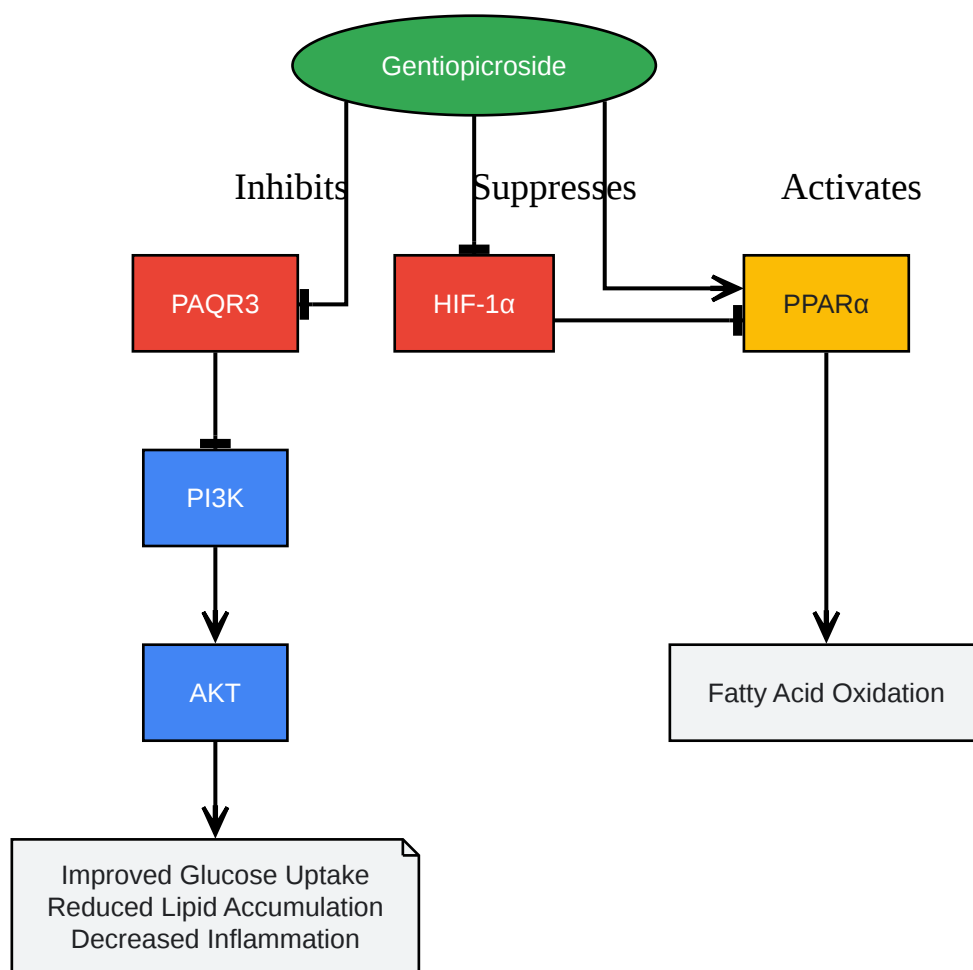 Gentiopicroside
Inhibits
Suppresses
Activates
PAQR3
HIF-1α
PPARα
PI3K
AKT
Fatty Acid Oxidation
Improved Glucose Uptake
Reduced Lipid Accumulation
Decreased Inflammation